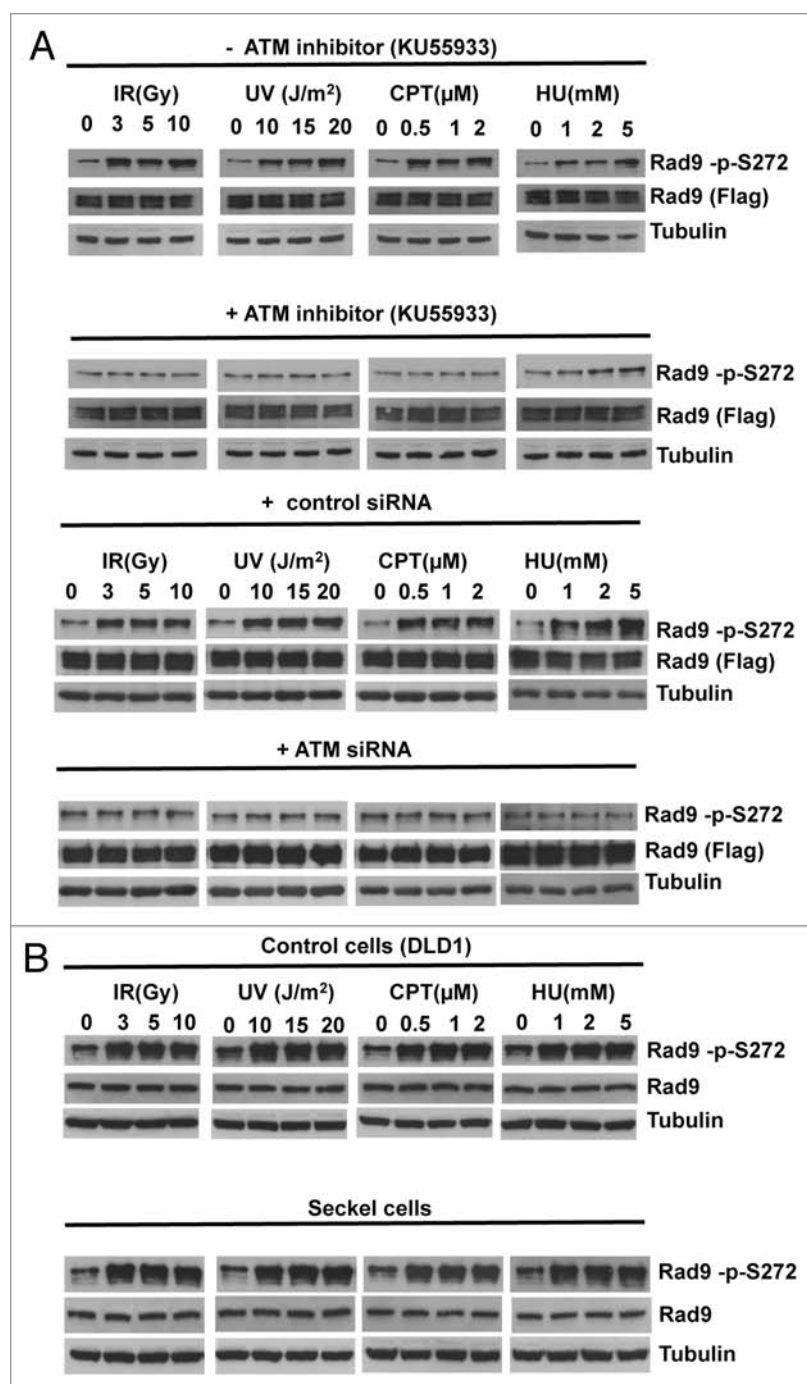 A
- ATM inhibitor (KU55933)
IR(Gy) UV (J/m²) CPT(µM) HU(mM)
0 3 5 10 0 10 15 20 0 0.5 1 2 0 1 2 5
Rad9 -p-S272
Rad9 (Flag)
Tubulin
+ ATM inhibitor (KU55933)
Rad9 -p-S272
Rad9 (Flag)
Tubulin
+ control siRNA
IR(Gy) UV (J/m²) CPT(µM) HU(mM)
0 3 5 10 0 10 15 20 0 0.5 1 2 0 1 2 5
Rad9 -p-S272
Rad9 (Flag)
Tubulin
+ ATM siRNA
Rad9 -p-S272
Rad9 (Flag)
Tubulin
B
Control cells (DLD1)
IR(Gy) UV (J/m²) CPT(µM) HU(mM)
0 3 5 10 0 10 15 20 0 0.5 1 2 0 1 2 5
Rad9 -p-S272
Rad9
Tubulin
Seckel cells
Rad9 -p-S272
Rad9
Tubulin